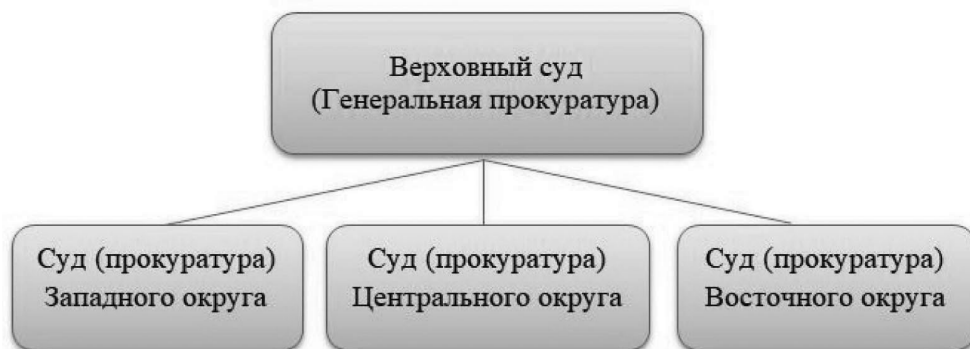 Верховный суд
(Генеральная прокуратура)
Суд (прокуратура)
Западного округа
Суд (прокуратура)
Центрального округа
Суд (прокуратура)
Восточного округа